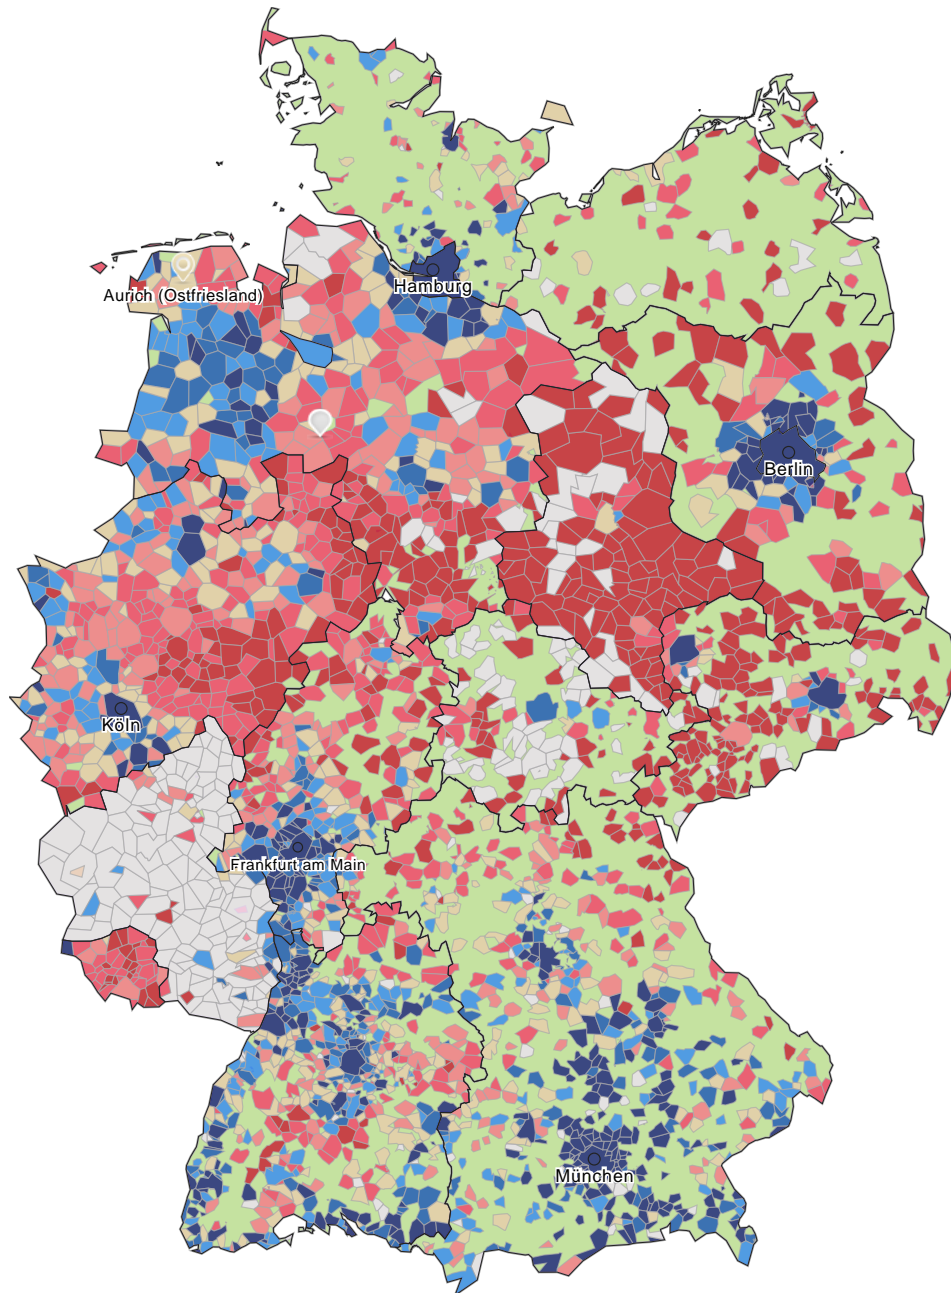 Aurich (Ostfriesland)
Hamburg
Berlin
Köln
Frankfurt am Main
München